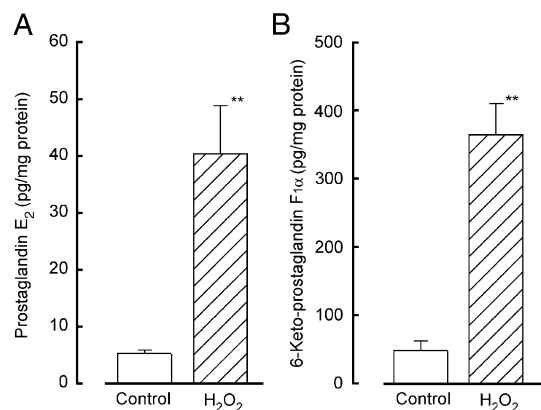 A
Prostaglandin E₂ (pg/mg protein)
60
50
40
30
20
10
0
**
Control
H₂O₂
B
6-Keto-prostaglandin F₁α (pg/mg protein)
500
400
300
200
100
0
**
Control
H₂O₂